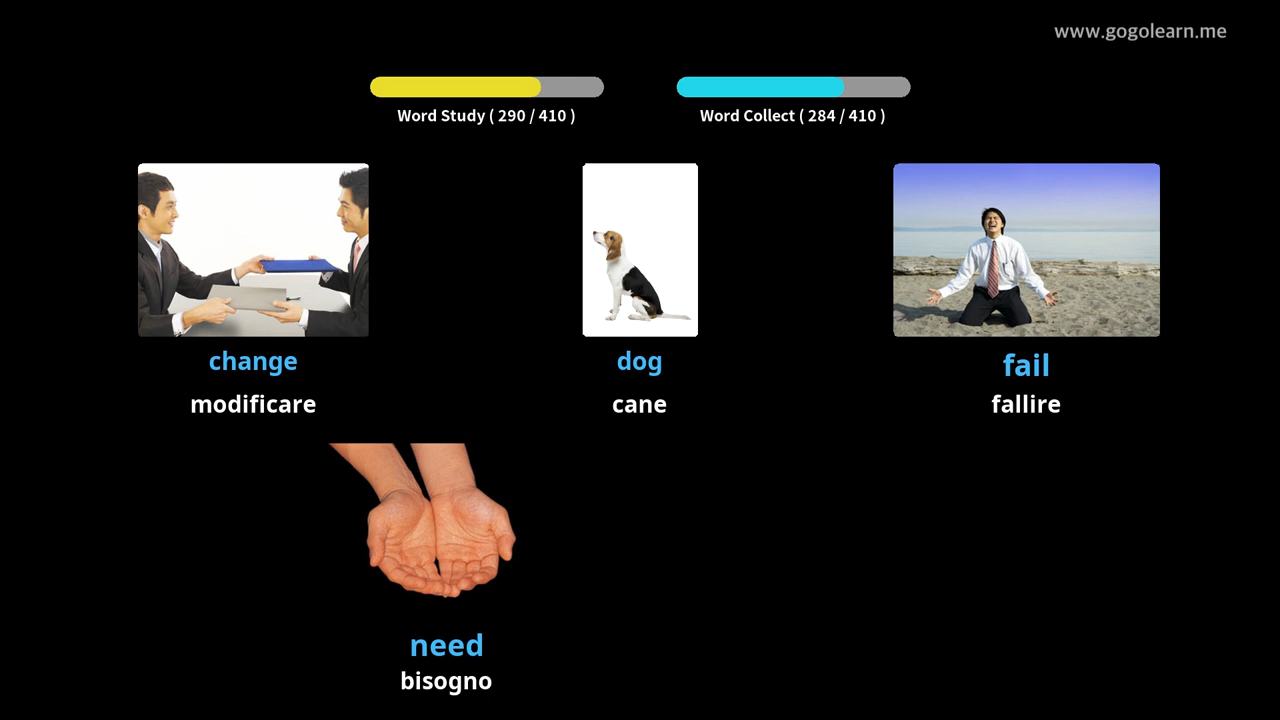 www.gogolearn.me
Word Study ( 290 / 410 )
Word Collect ( 284 / 410 )
change
dog
fail
modificare
cane
fallire
need
bisogno